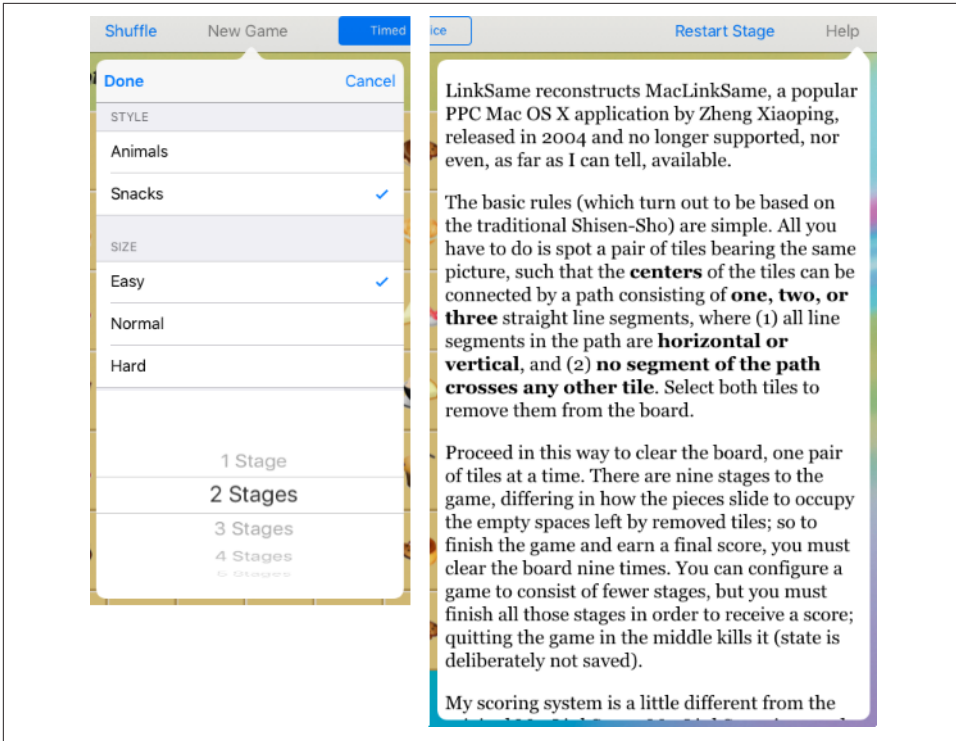 Shuffle New Game Timed
Done Cancel
STYLE
Animals
Snacks
SIZE
Easy
Normal
Hard
1 Stage
2 Stages
3 Stages
4 Stages
Restart Stage Help
LinkSame reconstructs MacLinkSame, a popular
PPC Mac OS X application by Zheng Xiaoping,
released in 2004 and no longer supported, nor
even, as far as I can tell, available.
The basic rules (which turn out to be based on
the traditional Shisen-Sho) are simple. All you
have to do is spot a pair of tiles bearing the same
picture, such that the centers of the tiles can be
connected by a path consisting of one, two, or
three straight line segments, where (1) all line
segments in the path are horizontal or
vertical, and (2) no segment of the path
crosses any other tile. Select both tiles to
remove them from the board.
Proceed in this way to clear the board, one pair
of tiles at a time. There are nine stages to the
game, differing in how the pieces slide to occupy
the empty spaces left by removed tiles; so to
finish the game and earn a final score, you must
clear the board nine times. You can configure a
game to consist of fewer stages, but you must
finish all those stages in order to receive a score;
quitting the game in the middle kills it (state is
deliberately not saved).
My scoring system is a little different from the